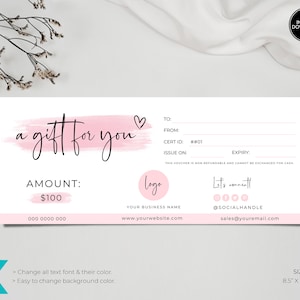 a gift for you
TO:
FROM:
CERT ID: ##01
ISSUE ON: EXPIRY:
THIS VOUCHER IS NON REFUNDABLE AND CANNOT BE EXCHANGED FOR CASH
AMOUNT:
$100
logo
YOUR BUSINESS NAME
Let's connect
@SOCIALHANDLE
000 0000 000
www.yourwebsite.com
sales@youremail.com
• Change all text font & their color.
• Easy to change background color.
8.5" X